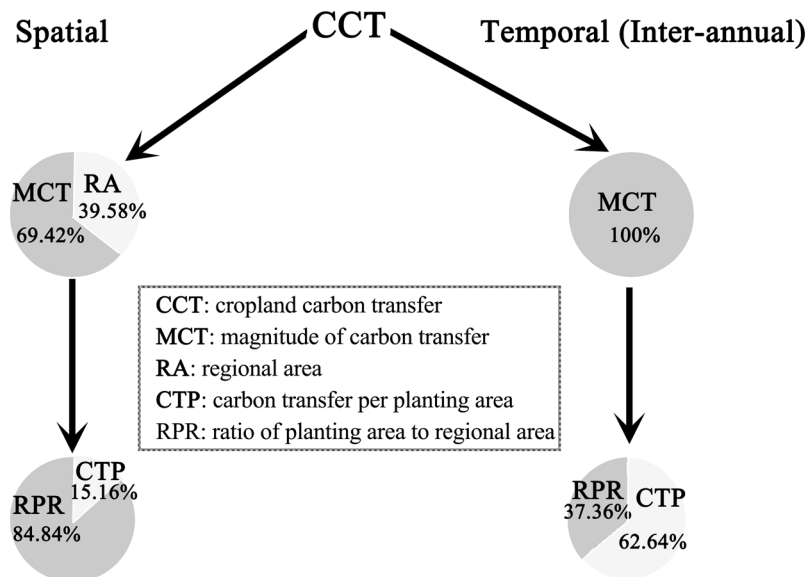 Spatial
CCT
Temporal (Inter-annual)
MCT
RA
39.58%
69.42%
MCT
100%
CCT: cropland carbon transfer
MCT: magnitude of carbon transfer
RA: regional area
CTP: carbon transfer per planting area
RPR: ratio of planting area to regional area
CTP
15.16%
RPR
84.84%
RPR
37.36%
CTP
62.64%